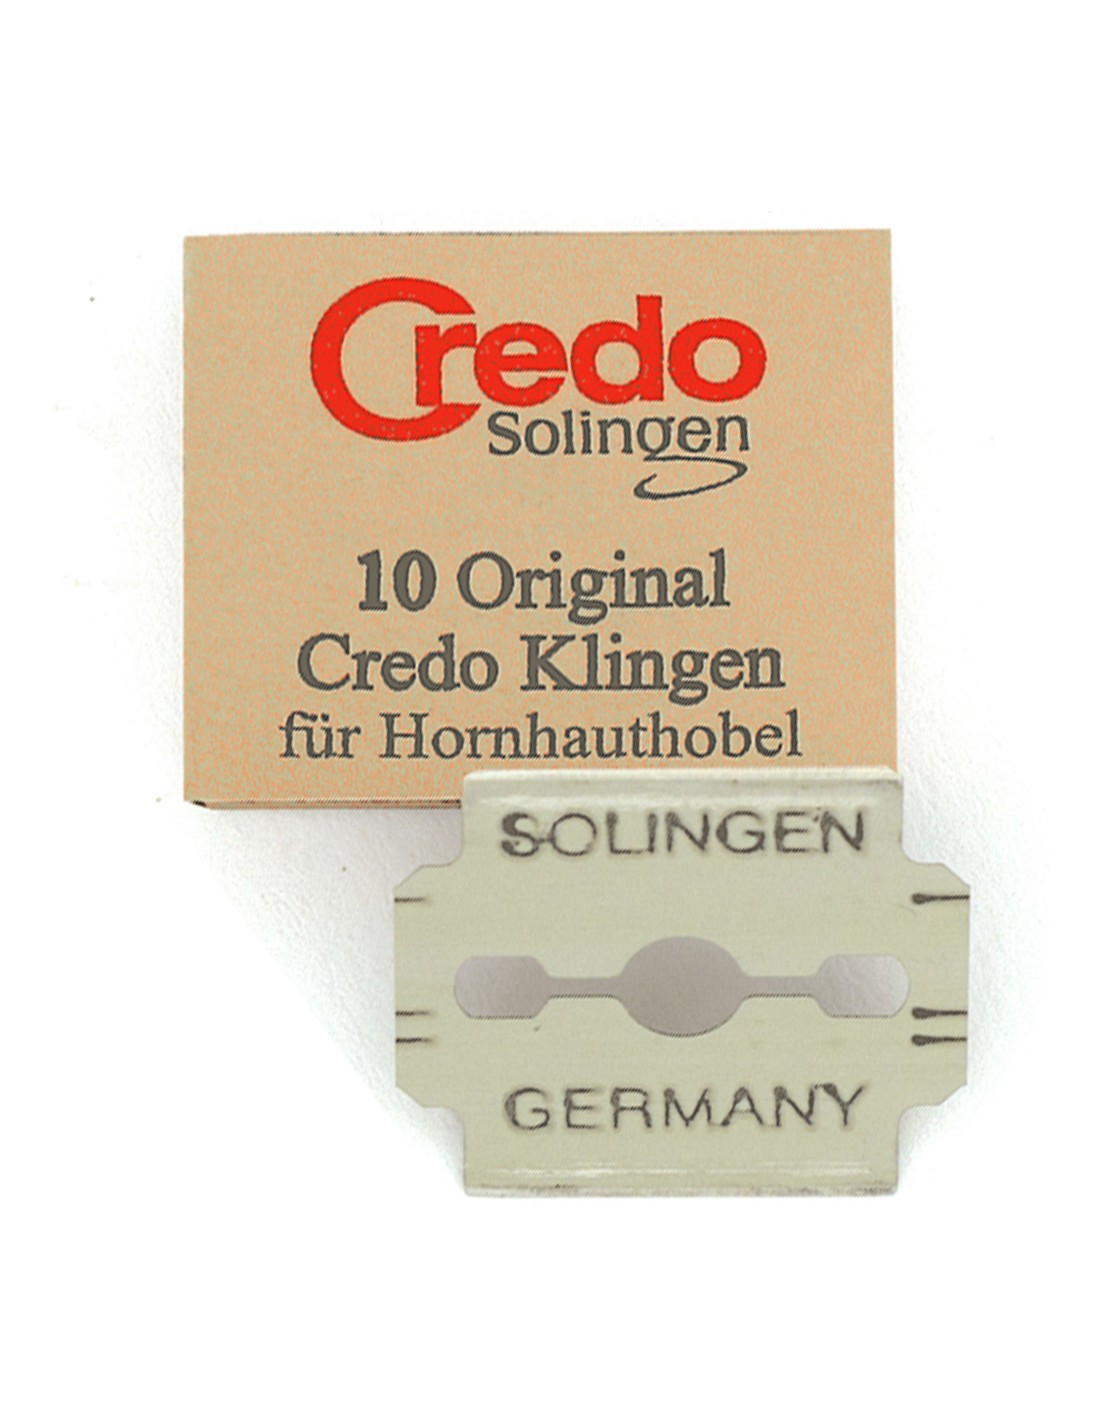 Credo
Solingen
10 Original
Credo Klingen
für Hornhauthobel
SOLINGEN
GERMANY